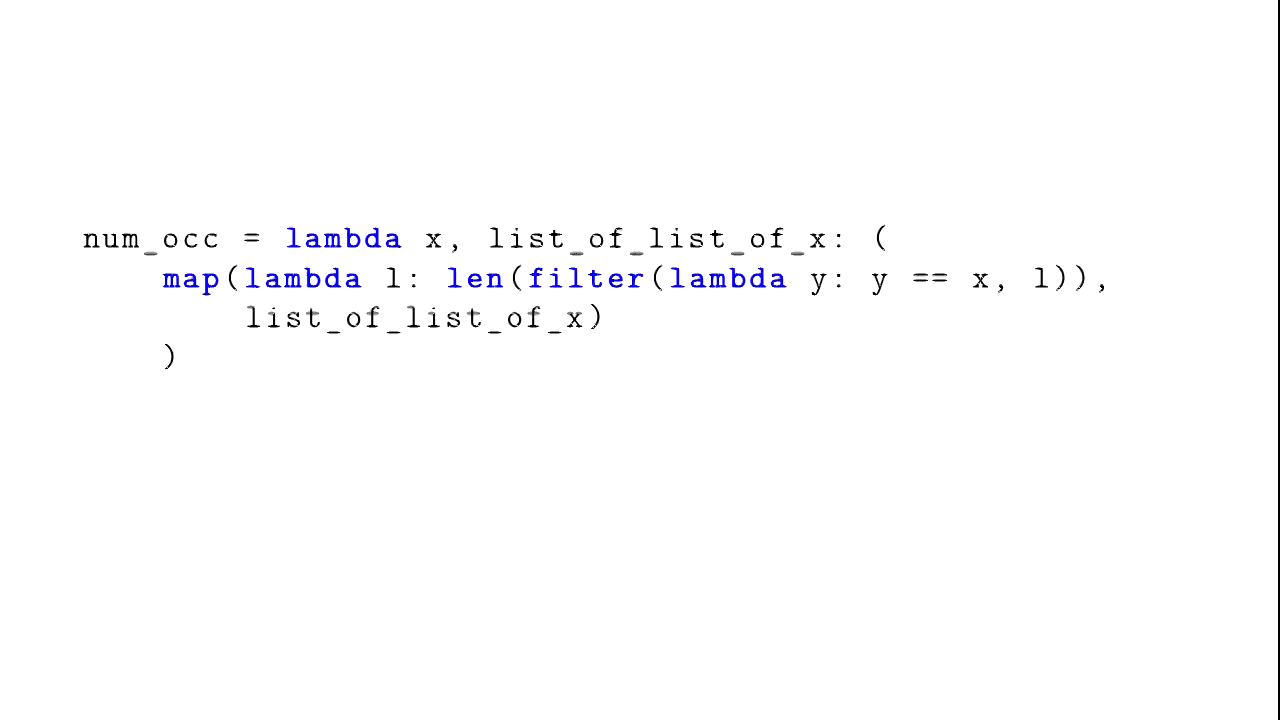 num_occ = lambda x, list_of_list_of_x: (
    map(lambda l: len(filter(lambda y: y == x, l)),
        list_of_list_of_x)
    )